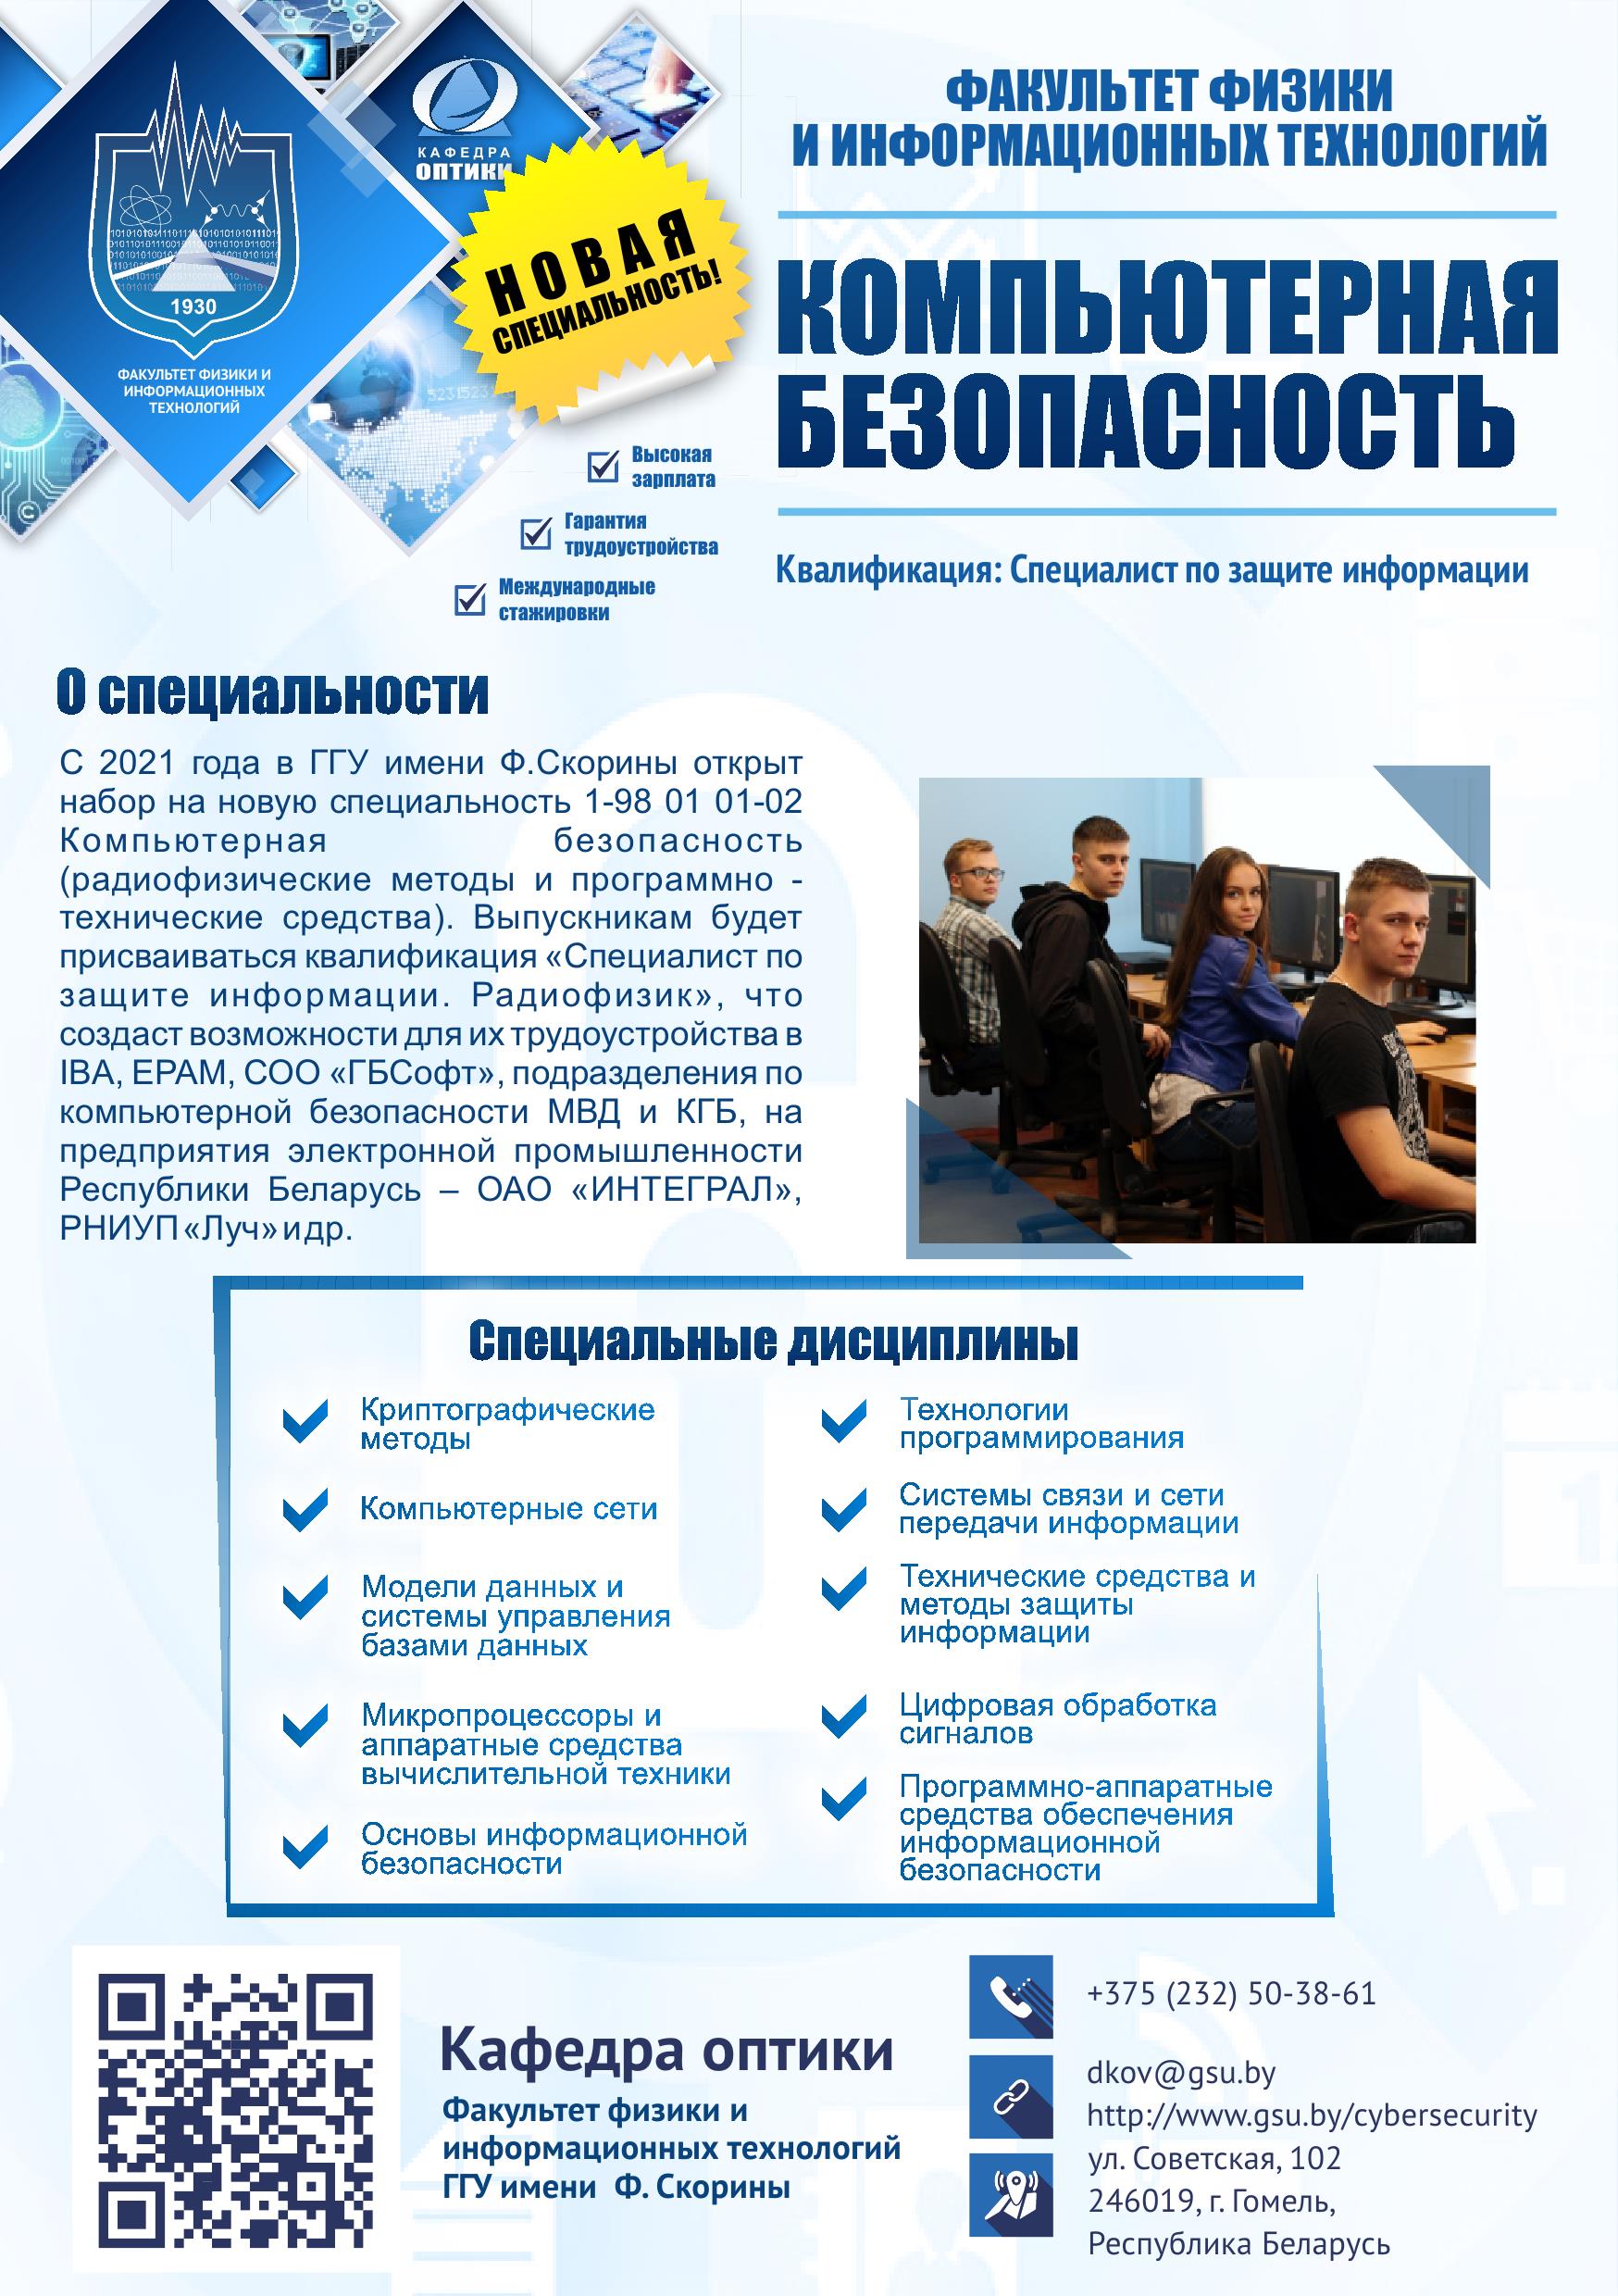 КАФЕДРА
ОПТИКИ
1930
ФАКУЛЬТЕТ ФИЗИКИ И
ИНФОРМАЦИОННЫХ
ТЕХНОЛОГИЙ
НОВАЯ
СПЕЦИАЛЬНОСТЬ!
Высокая
зарплата
Гарантия
трудоустройства
Международные
стажировки
ФАКУЛЬТЕТ ФИЗИКИ
И ИНФОРМАЦИОННЫХ ТЕХНОЛОГИЙ
КОМПЬЮТЕРНАЯ
БЕЗОПАСНОСТЬ
Квалификация: Специалист по защите информации
О специальности
С 2021 года в ГГУ имени Ф.Скорины открыт
набор на новую специальность 1-98 01 01-02
Компьютерная безопасность
(радиофизические методы и программно -
технические средства). Выпускникам будет
присваиваться квалификация «Специалист по
защите информации. Радиофизик», что
создаст возможности для их трудоустройства в
IBA, EPAM, СОО «ГБСофт», подразделения по
компьютерной безопасности МВД и КГБ, на
предприятия электронной промышленности
Республики Беларусь – ОАО «ИНТЕГРАЛ»,
РНИУП «Луч» и др.
Специальные дисциплины
Криптографические
методы
Компьютерные сети
Модели данных и
системы управления
базами данных
Микропроцессоры и
аппаратные средства
вычислительной техники
Основы информационной
безопасности
Технологии
программирования
Системы связи и сети
передачи информации
Технические средства и
методы защиты
информации
Цифровая обработка
сигналов
Программно-аппаратные
средства обеспечения
информационной
безопасности
Кафедра оптики
Факультет физики и
информационных технологий
ГГУ имени Ф. Скорины
+375 (232) 50-38-61
dkov@gsu.by
http://www.gsu.by/cybersecurity
ул. Советская, 102
246019, г. Гомель,
Республика Беларусь